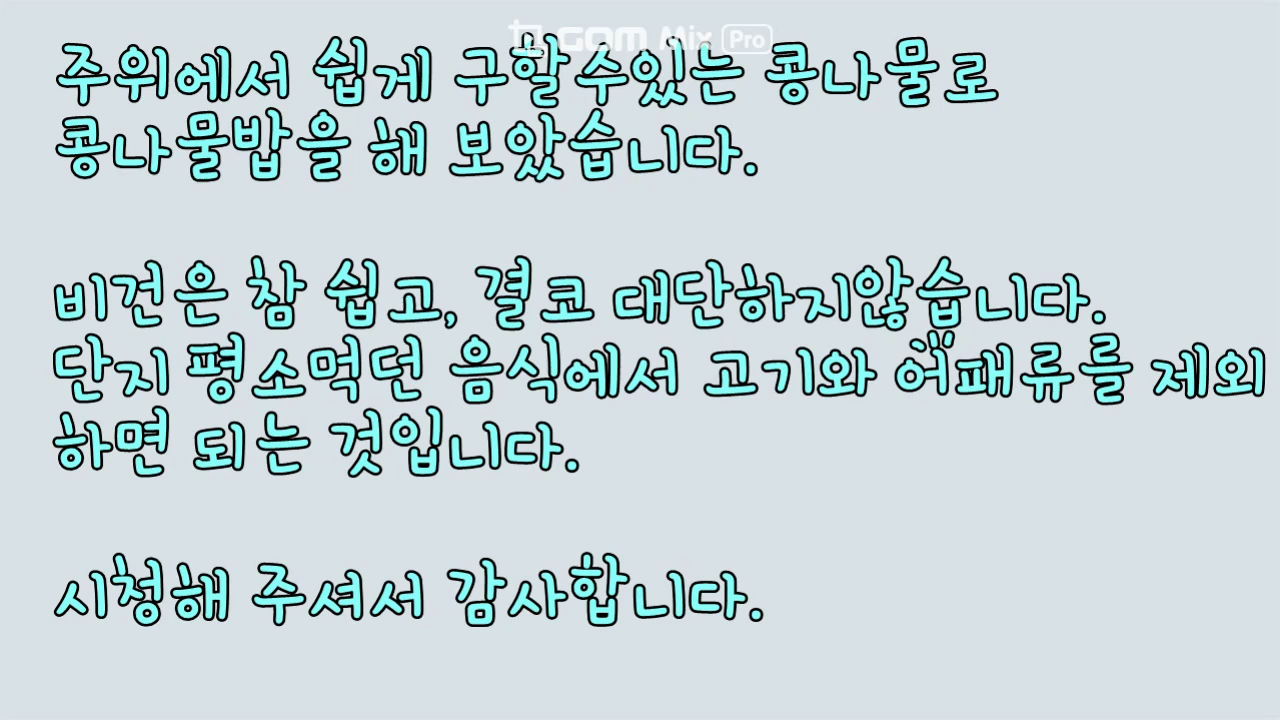 GOM Mix Pro
주위에서 쉽게 구할수있는 콩나물로
콩나물밥을 해 보았습니다.
비건은 참 쉽고, 결코 대단하지않습니다.
단지 평소먹던 음식에서 고기와 어패류를 제외
하면 되는 것입니다.
시청해 주셔서 감사합니다.